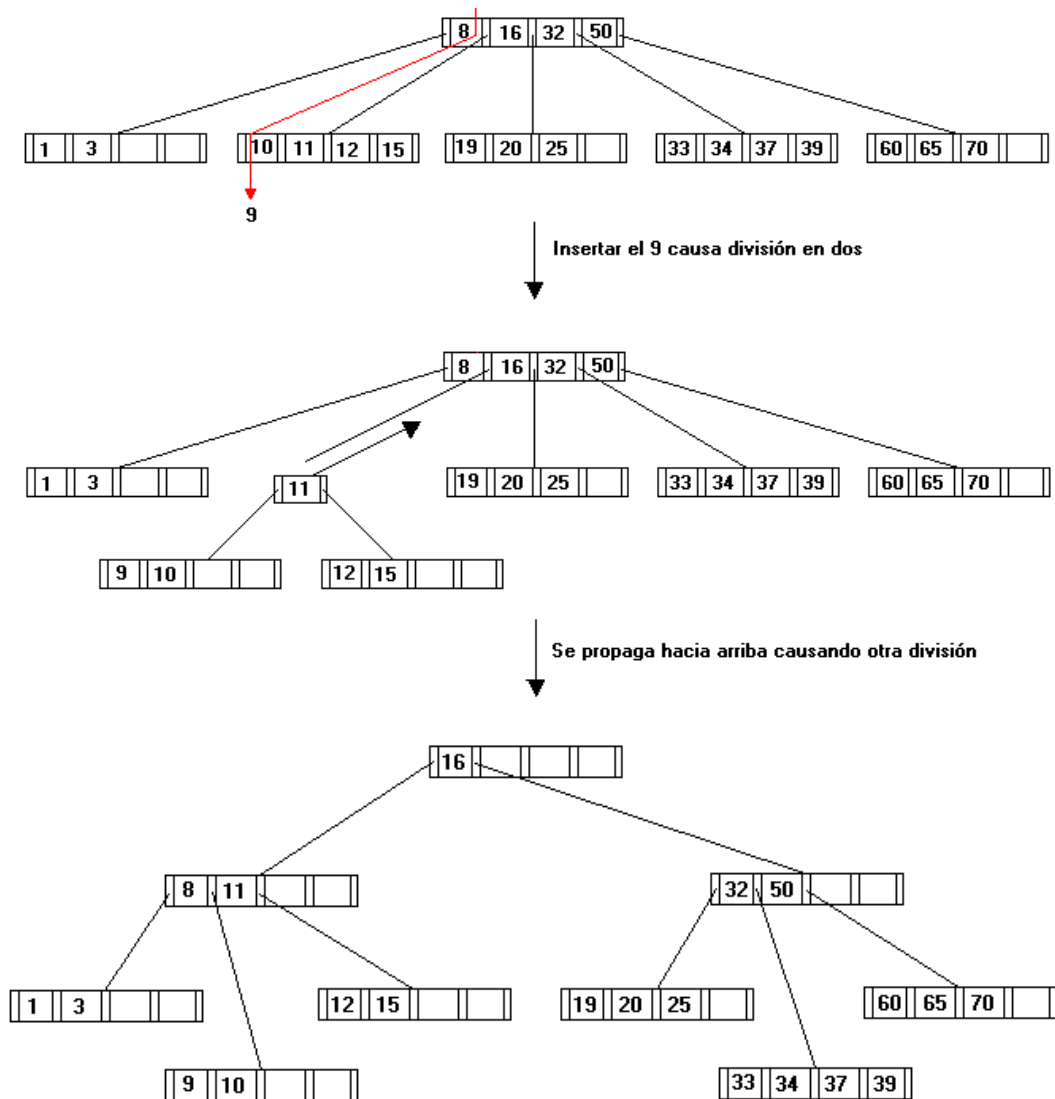 8 16 32 50
1 3 10 11 12 15 19 20 25 33 34 37 39 60 65 70
9
Insertar el 9 causa división en dos
8 16 32 50
1 3 11 19 20 25 33 34 37 39 60 65 70
9 10 12 15
Se propaga hacia arriba causando otra división
16
8 11 32 50
1 3 12 15 19 20 25 60 65 70
9 10 33 34 37 39